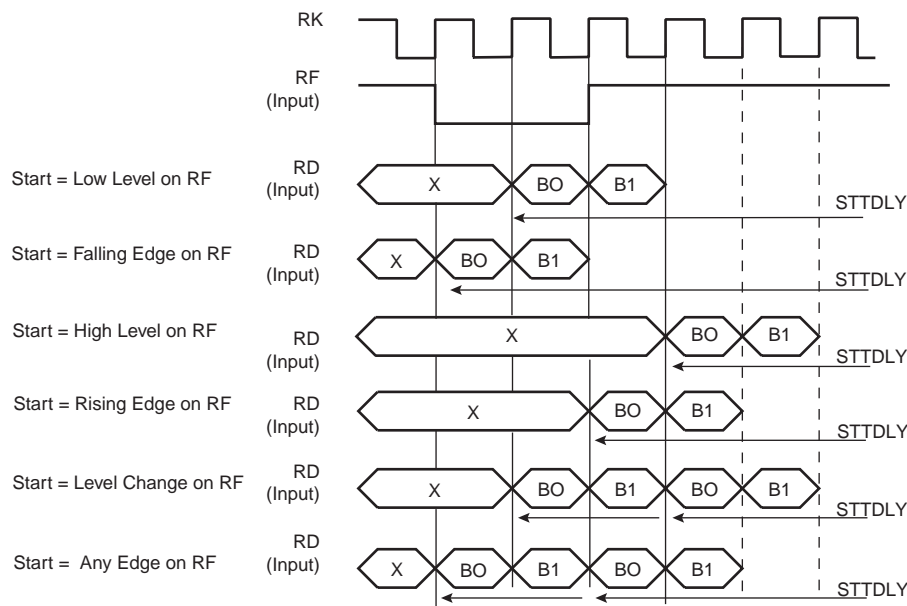 RK
RF
(Input)
Start = Low Level on RF
RD
(Input)
X
BO
B1
STTDLY
Start = Falling Edge on RF
RD
(Input)
X
BO
B1
STTDLY
Start = High Level on RF
RD
(Input)
X
BO
B1
STTDLY
Start = Rising Edge on RF
RD
(Input)
X
BO
B1
STTDLY
Start = Level Change on RF
RD
(Input)
X
BO
B1
BO
B1
STTDLY
Start = Any Edge on RF
RD
(Input)
X
BO
B1
BO
B1
STTDLY